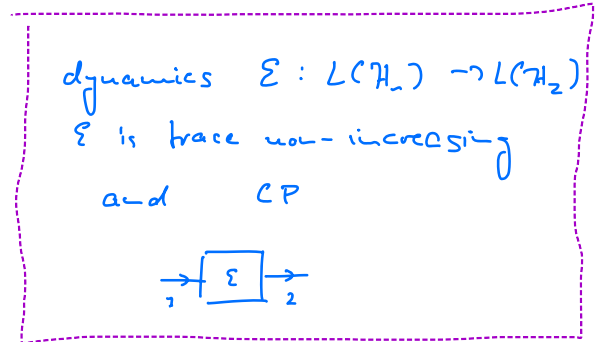 dynamics ℰ : L(ℋ₁) → L(ℋ₂)
ℰ is trace non-increasing
and CP
ℰ
1 2